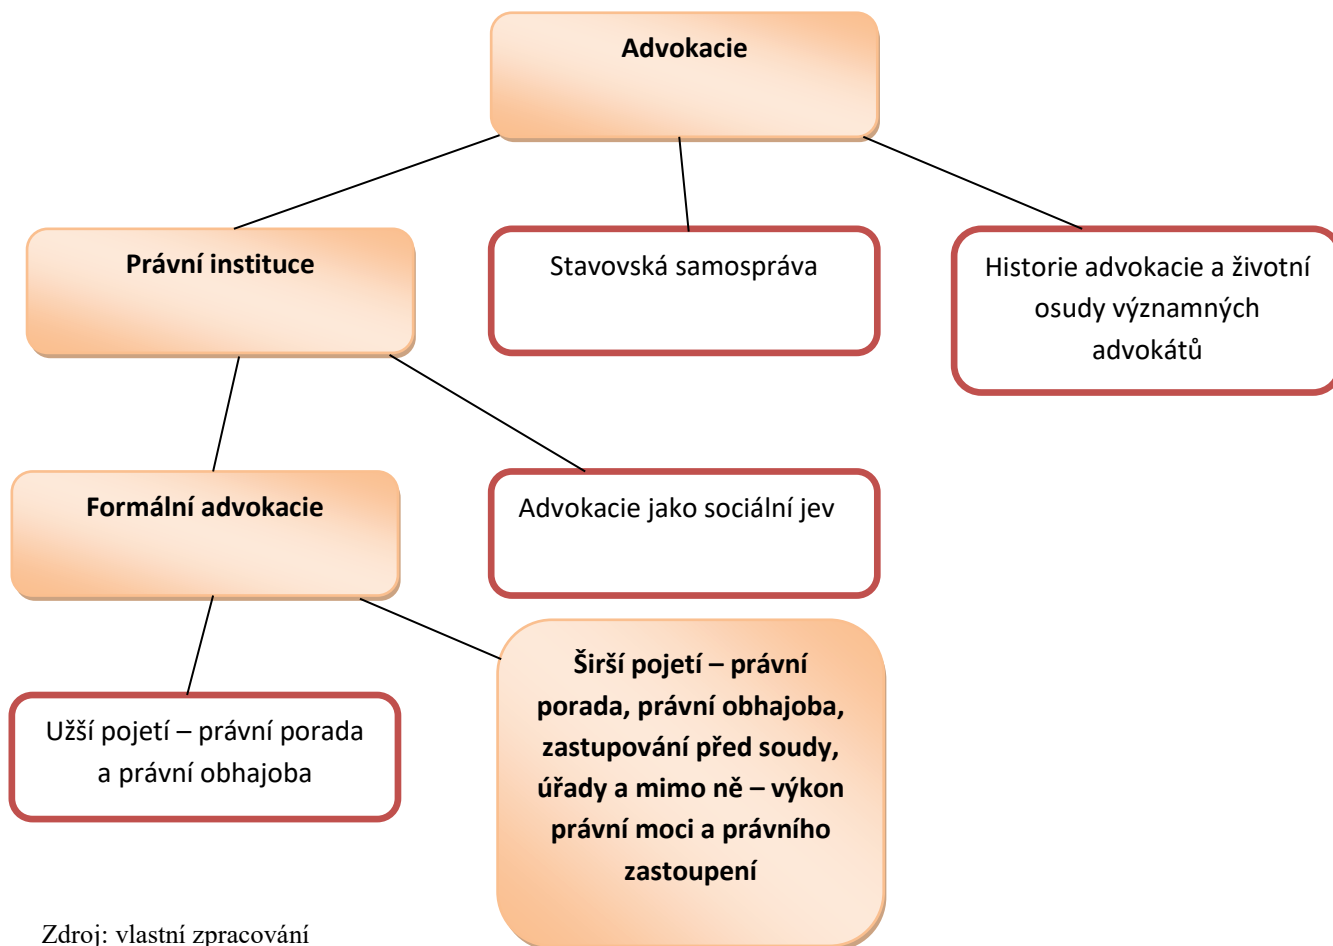 Advokacie
Právní instituce
Stavovská samospráva
Historie advokacie a životní
osudy významných
advokátů
Formální advokacie
Advokacie jako sociální jev
Užší pojetí – právní porada
a právní obhajoba
Širší pojetí – právní
porada, právní obhajoba,
zastupování před soudy,
úřady a mimo ně – výkon
právní moci a právního
zastoupení
Zdroj: vlastní zpracování